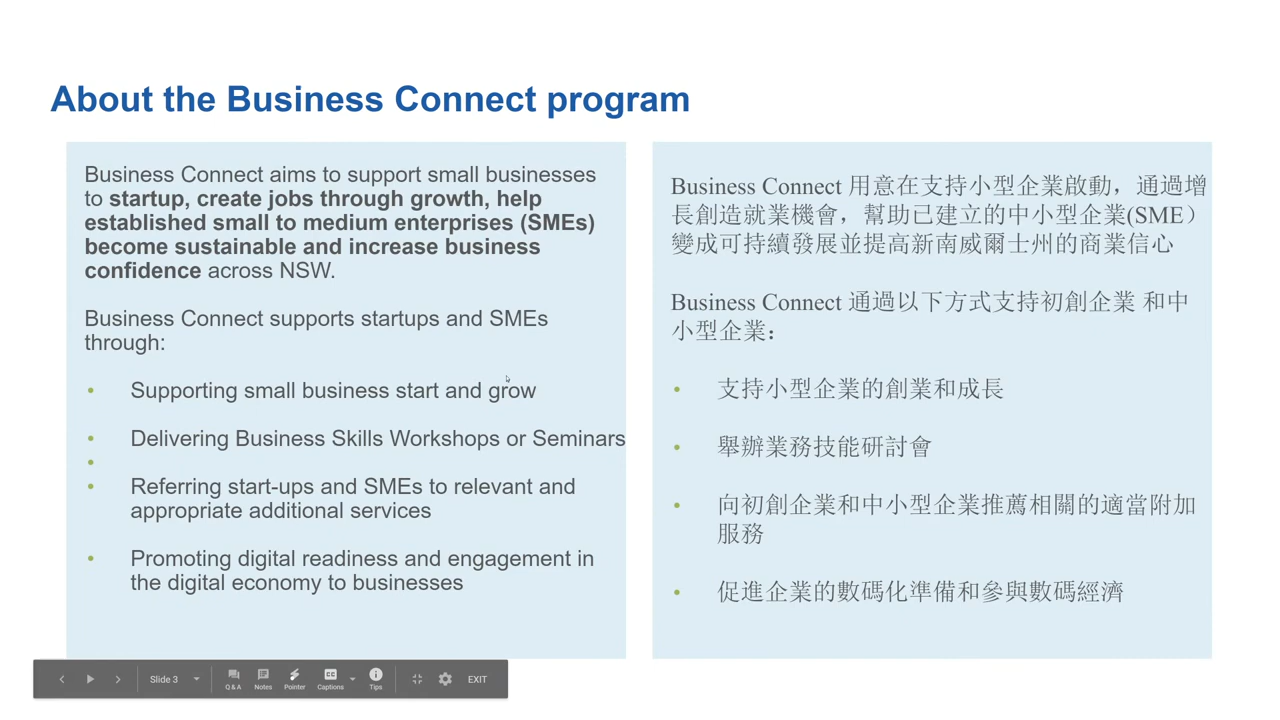 About the Business Connect program
Business Connect aims to support small businesses
to startup, create jobs through growth, help
established small to medium enterprises (SMEs)
become sustainable and increase business
confidence across NSW.
Business Connect supports startups and SMEs
through:
• Supporting small business start and grow
• Delivering Business Skills Workshops or Seminars
•
• Referring start-ups and SMEs to relevant and
appropriate additional services
• Promoting digital readiness and engagement in
the digital economy to businesses
Business Connect 用意在支持小型企業啟動，通過增
長創造就業機會，幫助已建立的中小型企業(SME）
變成可持續發展並提高新南威爾士州的商業信心
Business Connect 通過以下方式支持初創企業 和中
小型企業：
• 支持小型企業的創業和成長
• 舉辦業務技能研討會
• 向初創企業和中小型企業推薦相關的適當附加
服務
• 促進企業的數碼化準備和參與數碼經濟
Slide 3
Q & A
Notes
Pointer
CC
Captions
Tips
EXIT